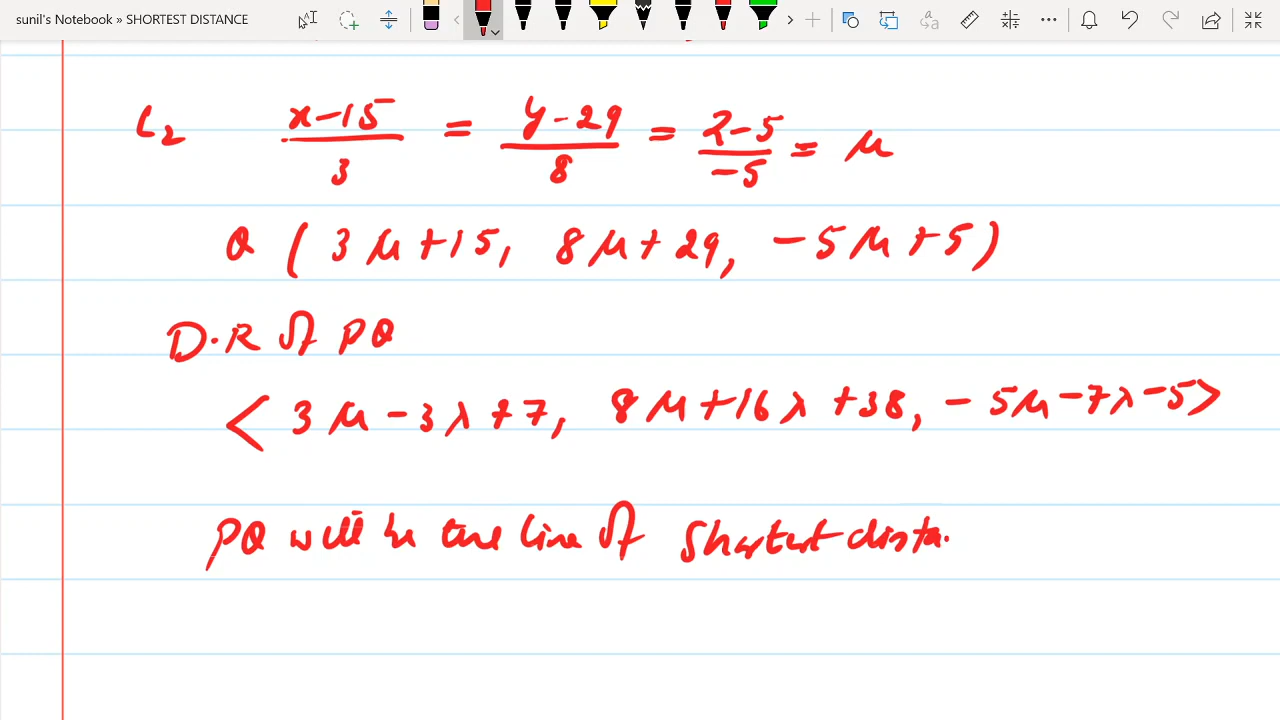 sunil's Notebook » SHORTEST DISTANCE
L₂ (x-15)/3 = (y-29)/8 = (z-5)/-5 = μ
Q (3μ+15, 8μ+29, -5μ+5)
D.R of PQ
< 3μ-3λ+7, 8μ+16λ+38, -5μ-7λ-5>
PQ will be the line of Shortest dista.